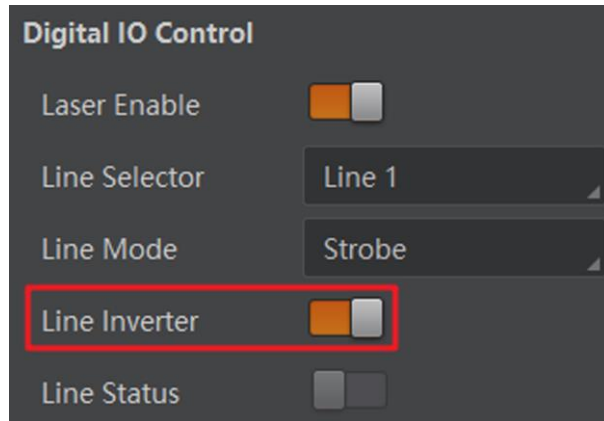 Digital IO Control
Laser Enable
Line Selector Line 1
Line Mode Strobe
Line Inverter
Line Status